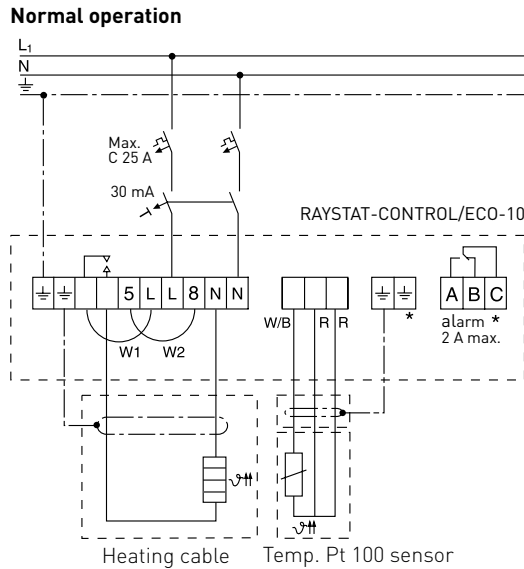 Normal operation
L1
N
Max.
C 25 A
30 mA
RAYSTAT-CONTROL/ECO-10
5 L L 8 N N
A B C
W/B R R
*
alarm *
2 A max.
W1 W2
ϑ
ϑ
Heating cable
Temp. Pt 100 sensor